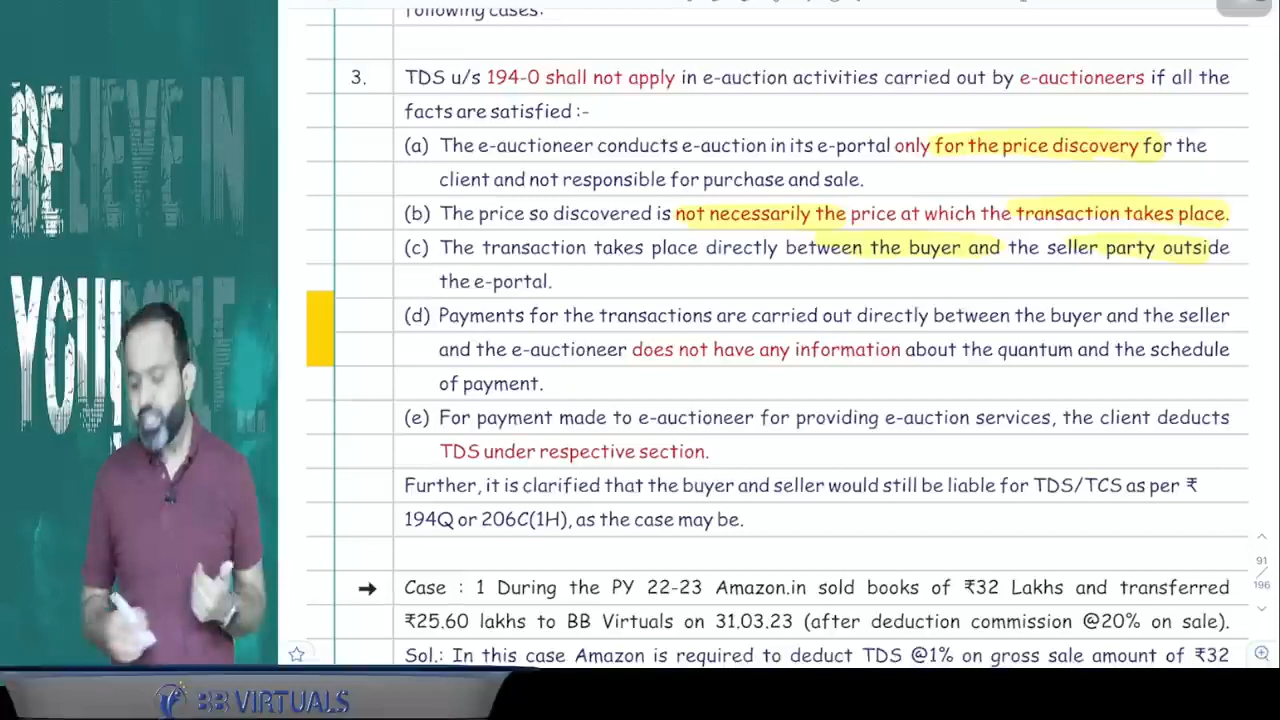 BELIEVE IN
YOURSELF...
following cases:
3. TDS u/s 194-O shall not apply in e-auction activities carried out by e-auctioneers if all the
facts are satisfied :-
(a) The e-auctioneer conducts e-auction in its e-portal only for the price discovery for the
client and not responsible for purchase and sale.
(b) The price so discovered is not necessarily the price at which the transaction takes place.
(c) The transaction takes place directly between the buyer and the seller party outside
the e-portal.
(d) Payments for the transactions are carried out directly between the buyer and the seller
and the e-auctioneer does not have any information about the quantum and the schedule
of payment.
(e) For payment made to e-auctioneer for providing e-auction services, the client deducts
TDS under respective section.
Further, it is clarified that the buyer and seller would still be liable for TDS/TCS as per ₹
194Q or 206C(1H), as the case may be.
91
/
196
→ Case : 1 During the PY 22-23 Amazon.in sold books of ₹32 Lakhs and transferred
₹25.60 lakhs to BB Virtuals on 31.03.23 (after deduction commission @20% on sale).
Sol.: In this case Amazon is required to deduct TDS @1% on gross sale amount of ₹32
BB VIRTUALS